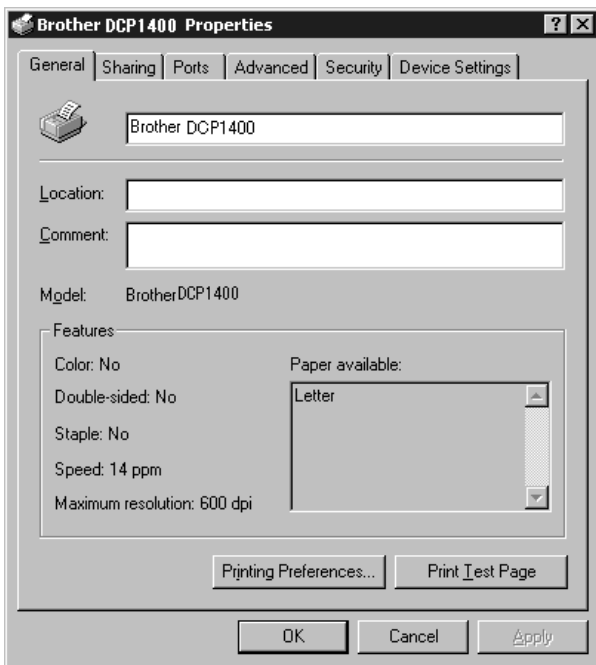 Brother DCP1400 Properties
General Sharing Ports Advanced Security Device Settings
Brother DCP1400
Location:
Comment:
Model: BrotherDCP1400
Features
Color: No
Paper available:
Double-sided: No
Letter
Staple: No
Speed: 14 ppm
Maximum resolution: 600 dpi
Printing Preferences... Print Test Page
OK Cancel Apply